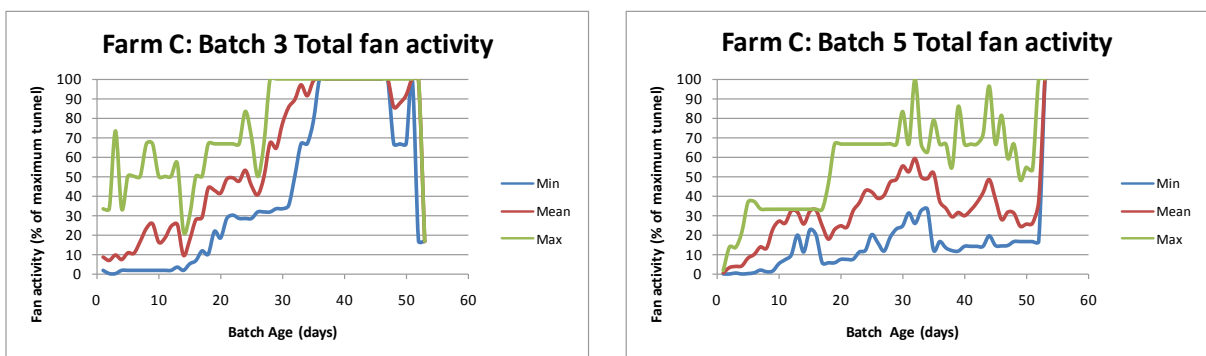 Farm C: Batch 3 Total fan activity
Fan activity (% of maximum tunnel)
100
90
80
70
60
50
40
30
20
10
0
0 10 20 30 40 50 60
Batch Age (days)
Min
Mean
Max
Farm C: Batch 5 Total fan activity
Fan activity (% of maximum tunnel)
100
90
80
70
60
50
40
30
20
10
0
0 10 20 30 40 50 60
Batch Age (days)
Min
Mean
Max